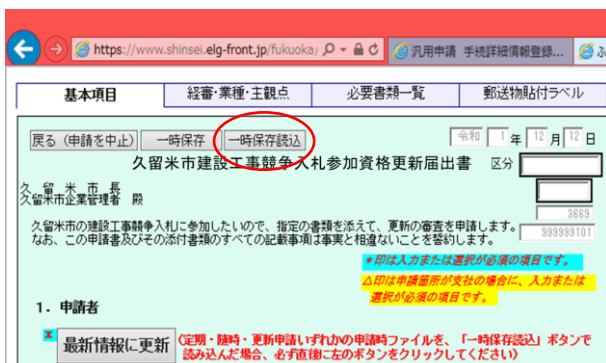 https://www.shinsei.elg-front.jp/fukuoka/
汎用申請 手続詳細情報登録...
基本項目 経審・業種・主観点 必要書類一覧 郵送物貼付ラベル
戻る（申請を中止） 一時保存 一時保存読込 令和 1 年 12 月 12 日
久留米市建設工事競争入札参加資格更新届出書 区分
久留米市長
久留米市企業管理者 殿
3669
久留米市の建設工事競争入札に参加したいので、指定の書類を添えて、更新の審査を申請します。
999999101
なお、この申請書及びその添付書類のすべての記載事項は事実と相違ないことを誓約します。
*印は入力または選択が必須の項目です。
△印は申請箇所が支社の場合に、入力または
選択が必須の項目です。
1. 申請者
*
最新情報に更新
(定期・随時・更新申請いずれかの申請時ファイルを、「一時保存読込」ボタンで
読み込んだ場合、必ず直後に左のボタンをクリックしてください)